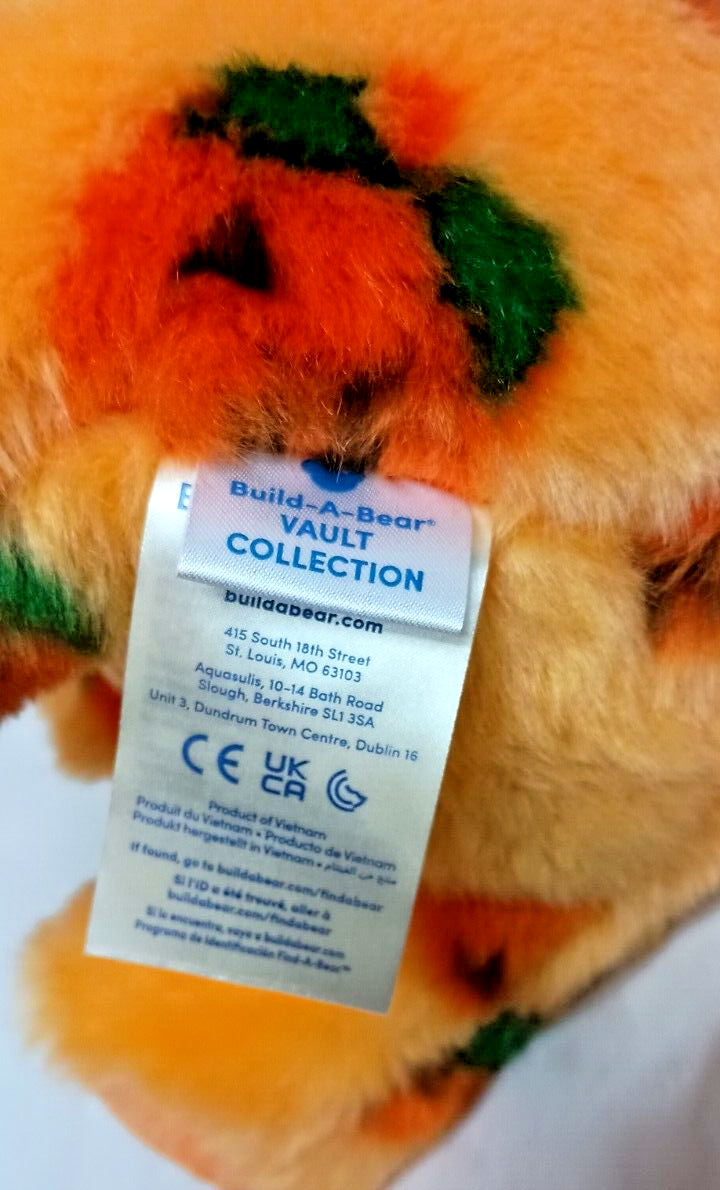 Build-A-Bear®
VAULT
COLLECTION
buildabear.com
415 South 18th Street
St. Louis, MO 63103
Aquasulis, 10-14 Bath Road
Slough, Berkshire SL1 3SA
Unit 3, Dundrum Town Centre, Dublin 16
CE UK CA
Product of Vietnam
Produit du Vietnam • Producto de Vietnam
Produkt hergestellt in Vietnam • منتج من الفيتنام
If found, go to buildabear.com/findabear
Si l'ID a été trouvé, aller à
buildabear.com/findabear
Si lo encuentra, vaya a buildabear.com
Programa de Identificación Find-A-Bear™